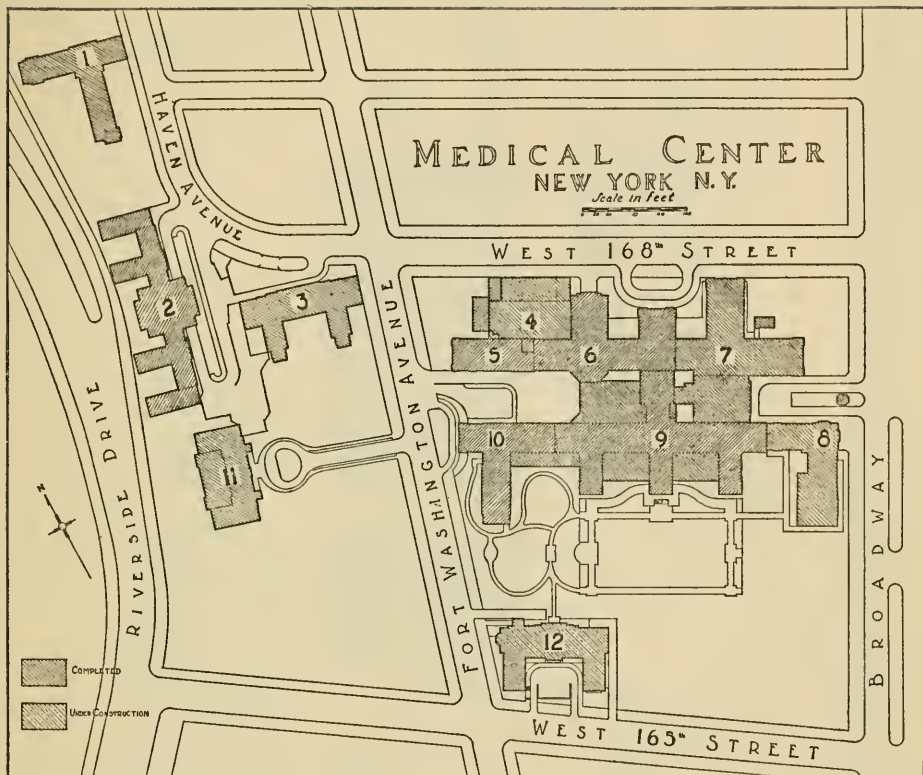 MEDICAL CENTER
NEW YORK N.Y.
Scale in feet
WEST 168th STREET
HAVEN AVENUE
FORT WASHINGTON AVENUE
RIVERSIDE DRIVE
BROADWAY
WEST 165th STREET
1
2
3
4
5
6
7
8
9
10
11
12
N
COMPLETED
UNDER CONSTRUCTION